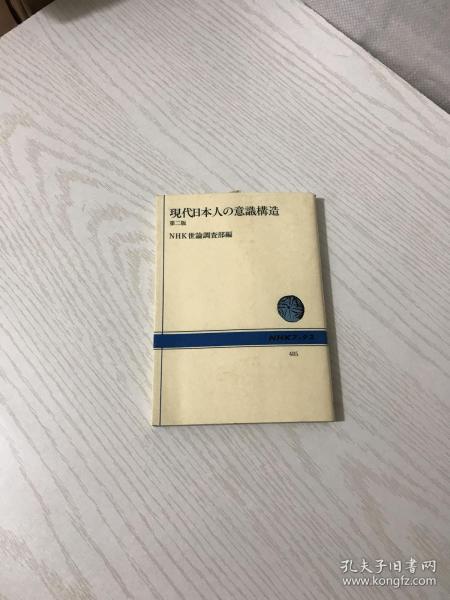 現代日本人の意識構造
第二版
NHK世論調査部編
NHKブックス
485
孔夫子旧书网
www.kongfz.com